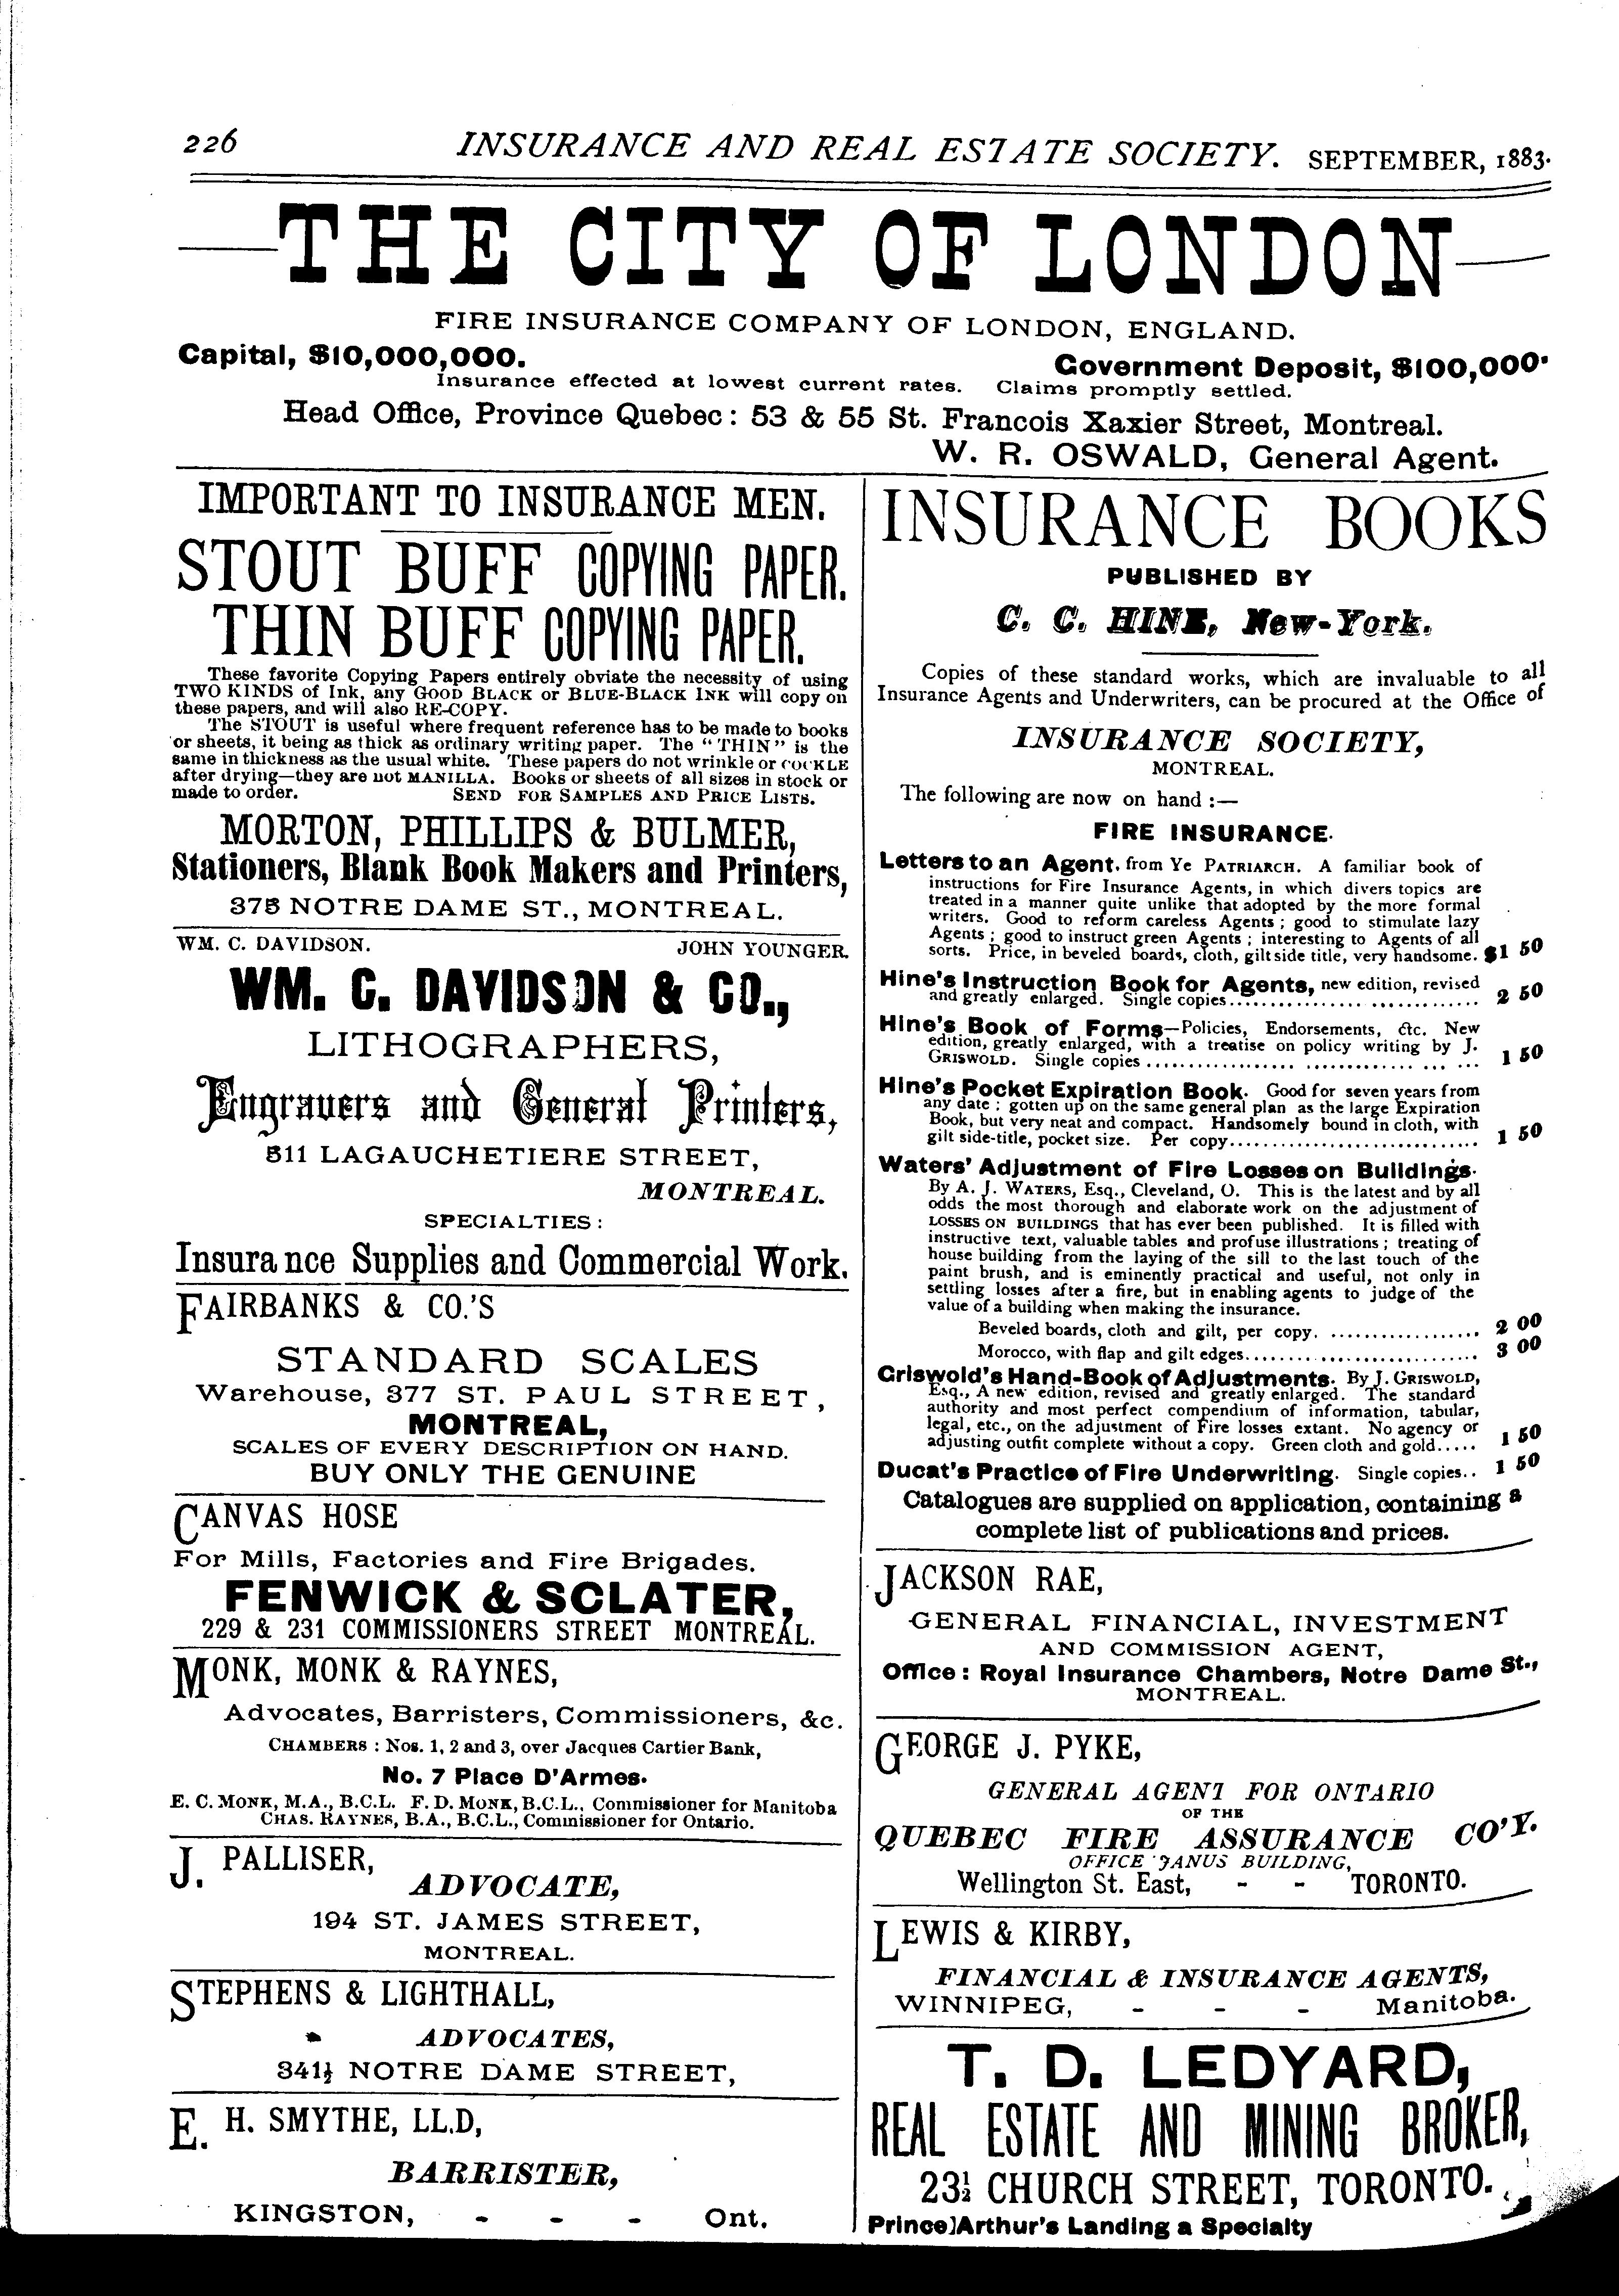 226 INSURANCE AND REAL ESTATE SOCIETY. SEPTEMBER, 1883.
THE CITY OF LONDON
FIRE INSURANCE COMPANY OF LONDON, ENGLAND.
Capital, $10,000,000. Government Deposit, $100,000.
Insurance effected at lowest current rates. Claims promptly settled.
Head Office, Province Quebec: 53 & 55 St. Francois Xaxier Street, Montreal.
W. R. OSWALD, General Agent.
IMPORTANT TO INSURANCE MEN.
STOUT BUFF COPYING PAPER.
THIN BUFF COPYING PAPER.
These favorite Copying Papers entirely obviate the necessity of using
TWO KINDS of Ink, any GOOD BLACK or BLUE-BLACK INK will copy on
these papers, and will also RE-COPY.
The STOUT is useful where frequent reference has to be made to books
or sheets, it being as thick as ordinary writing paper. The "THIN" is the
same in thickness as the usual white. These papers do not wrinkle or COCKLE
after drying—they are not MANILLA. Books or sheets of all sizes in stock or
made to order. SEND FOR SAMPLES AND PRICE LISTS.
MORTON, PHILLIPS & BULMER,
Stationers, Blank Book Makers and Printers,
375 NOTRE DAME ST., MONTREAL.
WM. C. DAVIDSON. JOHN YOUNGER.
WM. C. DAVIDSON & CO.,
LITHOGRAPHERS,
Engravers and General Printers,
811 LAGAUCHETIERE STREET,
MONTREAL.
SPECIALTIES:
Insurance Supplies and Commercial Work.
FAIRBANKS & CO.'S
STANDARD SCALES
Warehouse, 377 ST. PAUL STREET,
MONTREAL,
SCALES OF EVERY DESCRIPTION ON HAND.
BUY ONLY THE GENUINE
CANVAS HOSE
For Mills, Factories and Fire Brigades.
FENWICK & SCLATER,
229 & 231 COMMISSIONERS STREET MONTREAL.
MONK, MONK & RAYNES,
Advocates, Barristers, Commissioners, &c.
CHAMBERS: Nos. 1, 2 and 3, over Jacques Cartier Bank,
No. 7 Place D'Armes.
E. C. MONK, M.A., B.C.L. F. D. MONK, B.C.L., Commissioner for Manitoba
CHAS. RAYNES, B.A., B.C.L., Commissioner for Ontario.
J. PALLISER,
ADVOCATE,
194 ST. JAMES STREET,
MONTREAL.
STEPHENS & LIGHTHALL,
ADVOCATES,
341½ NOTRE DAME STREET,
E. H. SMYTHE, LL.D,
BARRISTER,
KINGSTON, - - - Ont.
INSURANCE BOOKS
PUBLISHED BY
C. C. HINE, New-York.
Copies of these standard works, which are invaluable to all
Insurance Agents and Underwriters, can be procured at the Office of
INSURANCE SOCIETY,
MONTREAL.
The following are now on hand :—
FIRE INSURANCE.
Letters to an Agent. from Ye PATRIARCH. A familiar book of
instructions for Fire Insurance Agents, in which divers topics are
treated in a manner quite unlike that adopted by the more formal
writers. Good to reform careless Agents; good to stimulate lazy
Agents; good to instruct green Agents; interesting to Agents of all
sorts. Price, in beveled boards, cloth, gilt side title, very handsome. $1 50
Hine's Instruction Book for Agents, new edition, revised
and greatly enlarged. Single copies................ 2 50
Hine's Book of Forms—Policies, Endorsements, &c. New
edition, greatly enlarged, with a treatise on policy writing by J.
GRISWOLD. Single copies ................ 1 50
Hine's Pocket Expiration Book. Good for seven years from
any date: gotten up on the same general plan as the large Expiration
Book, but very neat and compact. Handsomely bound in cloth, with
gilt side-title, pocket size. Per copy................ 1 50
Waters' Adjustment of Fire Losses on Buildings.
By A. J. WATERS, Esq., Cleveland, O. This is the latest and by all
odds the most thorough and elaborate work on the adjustment of
LOSSES ON BUILDINGS that has ever been published. It is filled with
instructive text, valuable tables and profuse illustrations; treating of
house building from the laying of the sill to the last touch of the
paint brush, and is eminently practical and useful, not only in
settling losses after a fire, but in enabling agents to judge of the
value of a building when making the insurance.
Beveled boards, cloth and gilt, per copy. ................ 2 00
Morocco, with flap and gilt edges................ 3 00
Griswold's Hand-Book of Adjustments. By J. GRISWOLD,
Esq., A new edition, revised and greatly enlarged. The standard
authority and most perfect compendium of information, tabular,
legal, etc., on the adjustment of Fire losses extant. No agency or
adjusting outfit complete without a copy. Green cloth and gold..... 1 50
Ducat's Practice of Fire Underwriting. Single copies.. 1 50
Catalogues are supplied on application, containing a
complete list of publications and prices.
JACKSON RAE,
GENERAL FINANCIAL, INVESTMENT
AND COMMISSION AGENT,
Office: Royal Insurance Chambers, Notre Dame St.,
MONTREAL.
GEORGE J. PYKE,
GENERAL AGENT FOR ONTARIO
OF THE
QUEBEC FIRE ASSURANCE CO'Y.
OFFICE JANUS BUILDING,
Wellington St. East, - - TORONTO.
LEWIS & KIRBY,
FINANCIAL & INSURANCE AGENTS,
WINNIPEG, - - - Manitoba.
T. D. LEDYARD,
REAL ESTATE AND MINING BROKER,
23½ CHURCH STREET, TORONTO.
Prince]Arthur's Landing a Specialty